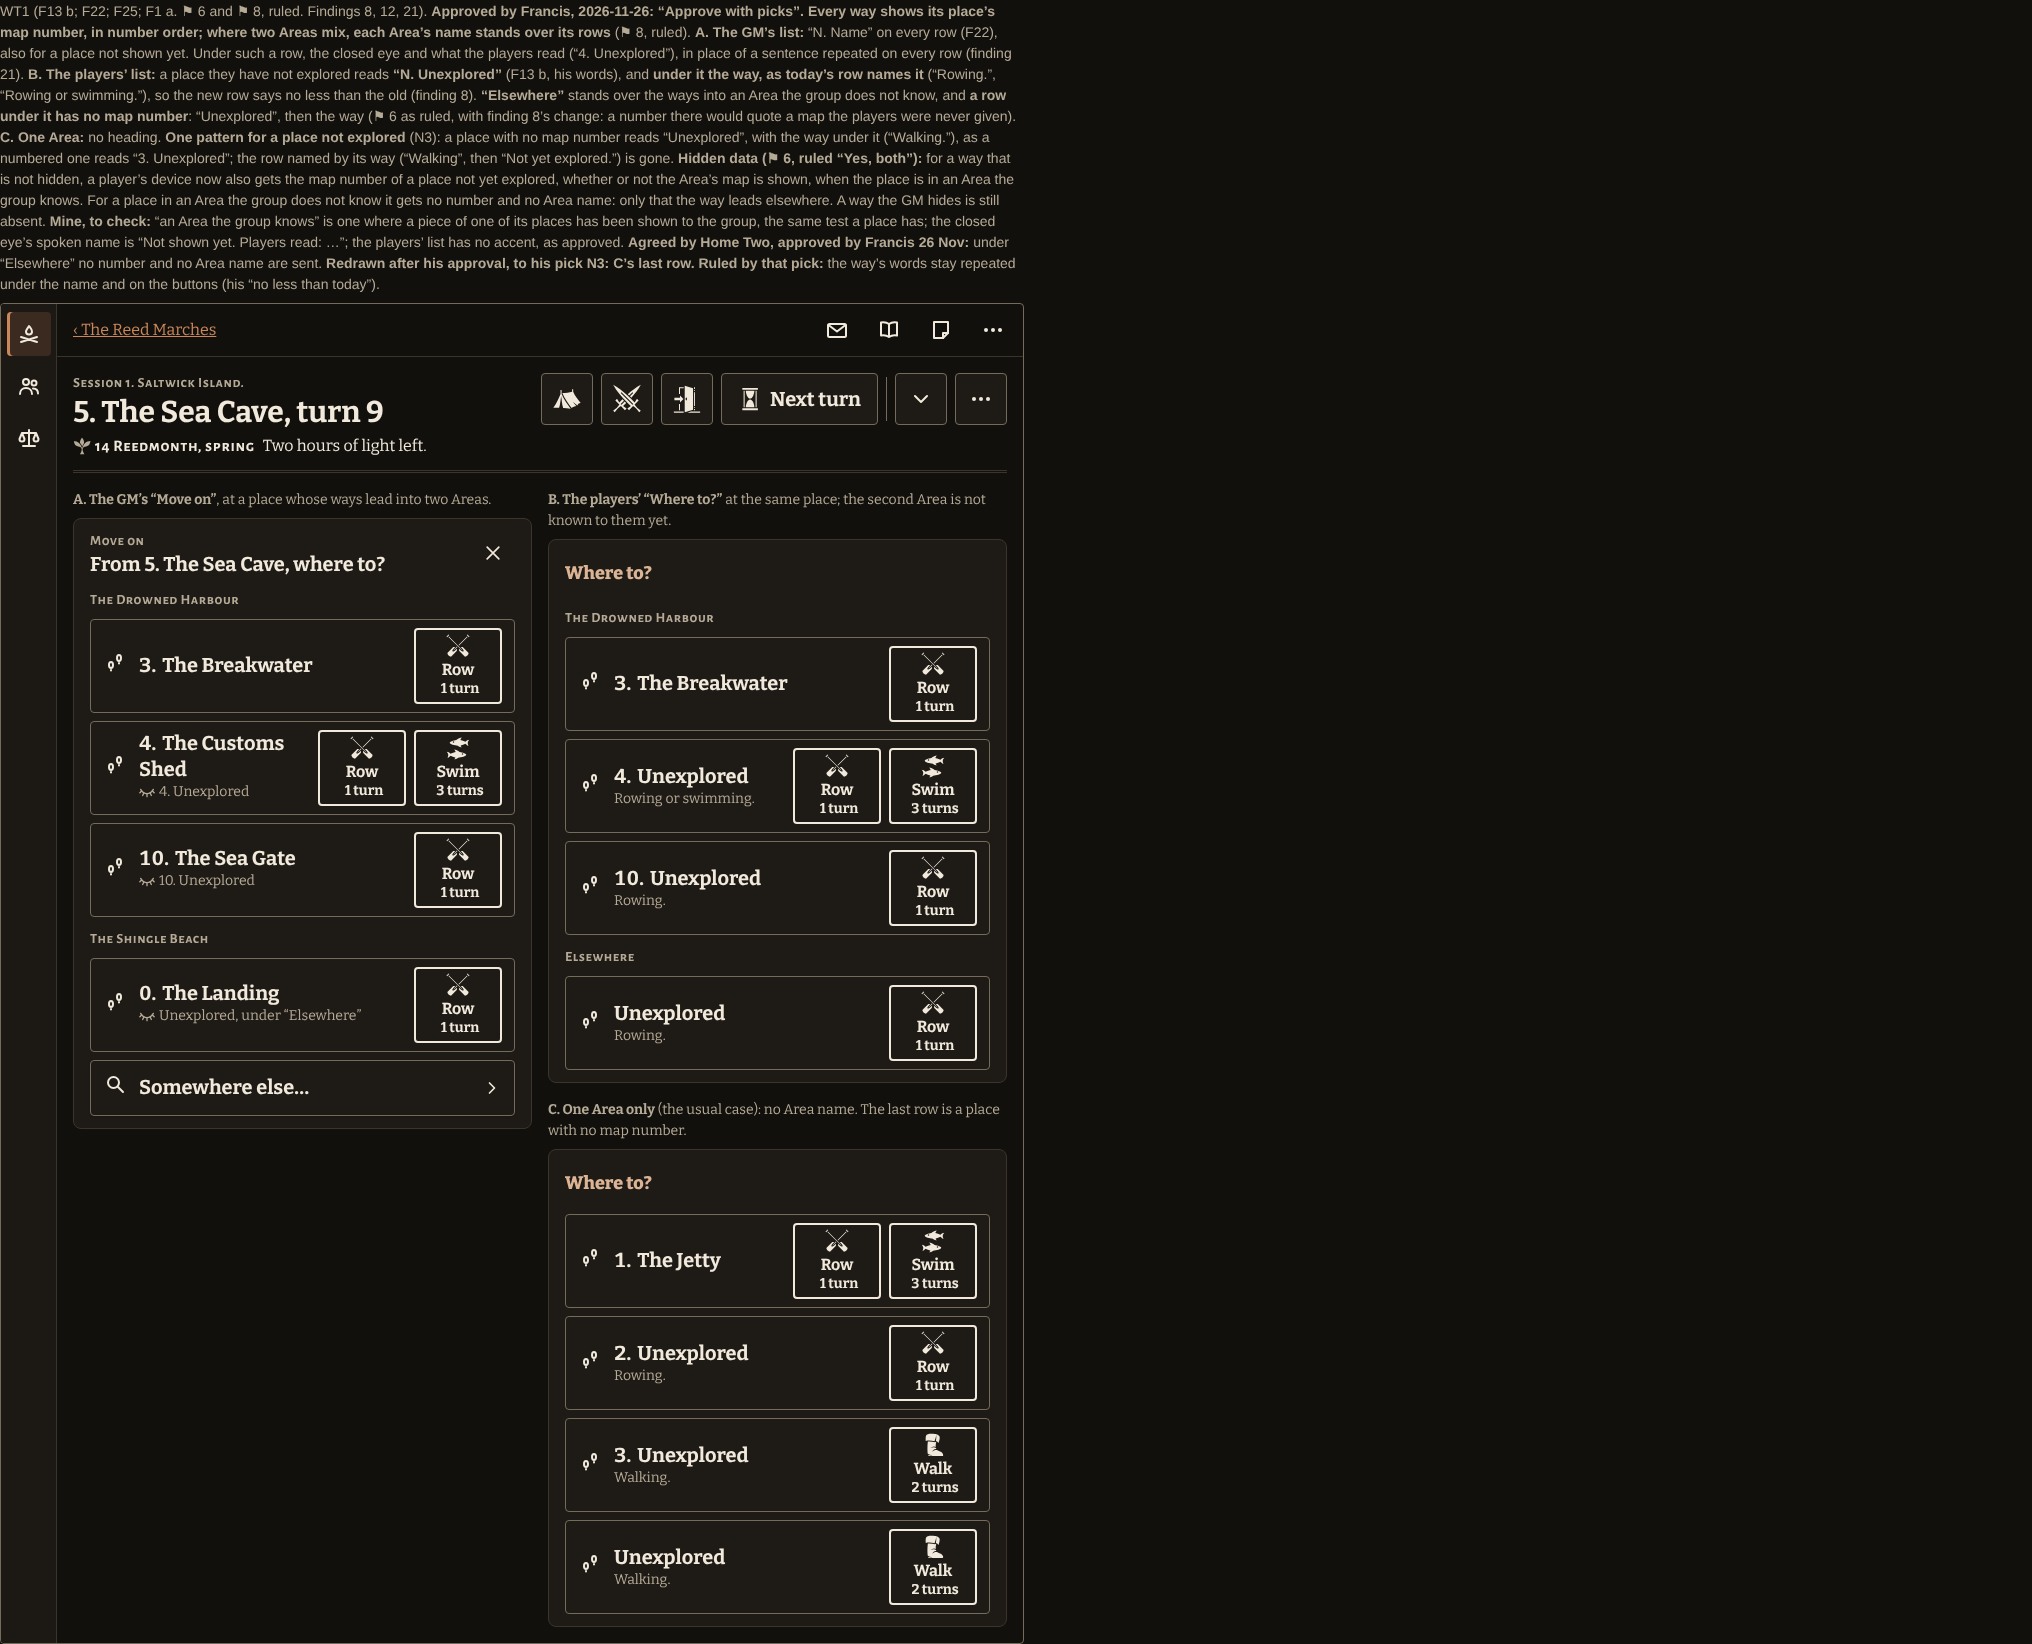 WT1 (F13 b; F22; F25; F1 a. ⚑ 6 and ⚑ 8, ruled. Findings 8, 12, 21). Approved by Francis, 2026-11-26: “Approve with picks”. Every way shows its place’s
map number, in number order; where two Areas mix, each Area’s name stands over its rows (⚑ 8, ruled). A. The GM’s list: “N. Name” on every row (F22),
also for a place not shown yet. Under such a row, the closed eye and what the players read (“4. Unexplored”), in place of a sentence repeated on every row (finding
21). B. The players’ list: a place they have not explored reads “N. Unexplored” (F13 b, his words), and under it the way, as today’s row names it (“Rowing.”,
“Rowing or swimming.”), so the new row says no less than the old (finding 8). “Elsewhere” stands over the ways into an Area the group does not know, and a row
under it has no map number: “Unexplored”, then the way (⚑ 6 as ruled, with finding 8’s change: a number there would quote a map the players were never given).
C. One Area: no heading. One pattern for a place not explored (N3): a place with no map number reads “Unexplored”, with the way under it (“Walking.”), as a
numbered one reads “3. Unexplored”; the row named by its way (“Walking”, then “Not yet explored.”) is gone. Hidden data (⚑ 6, ruled “Yes, both”): for a way that
is not hidden, a player’s device now also gets the map number of a place not yet explored, whether or not the Area’s map is shown, when the place is in an Area the
group knows. For a place in an Area the group does not know it gets no number and no Area name: only that the way leads elsewhere. A way the GM hides is still
absent. Mine, to check: “an Area the group knows” is one where a piece of one of its places has been shown to the group, the same test a place has; the closed
eye’s spoken name is “Not shown yet. Players read: …”; the players’ list has no accent, as approved. Agreed by Home Two, approved by Francis 26 Nov: under
“Elsewhere” no number and no Area name are sent. Redrawn after his approval, to his pick N3: C’s last row. Ruled by that pick: the way’s words stay repeated
under the name and on the buttons (his “no less than today”).
‹ The Reed Marches
Session 1. Saltwick Island.
5. The Sea Cave, turn 9
14 Reedmonth, spring Two hours of light left.
Next turn
A. The GM’s “Move on”, at a place whose ways lead into two Areas.
Move on
From 5. The Sea Cave, where to?
The Drowned Harbour
3. The Breakwater
Row
1 turn
4. The Customs
Shed
4. Unexplored
Row
1 turn
Swim
3 turns
10. The Sea Gate
10. Unexplored
Row
1 turn
The Shingle Beach
0. The Landing
Unexplored, under “Elsewhere”
Row
1 turn
Somewhere else…
B. The players’ “Where to?” at the same place; the second Area is not
known to them yet.
Where to?
The Drowned Harbour
3. The Breakwater
Row
1 turn
4. Unexplored
Rowing or swimming.
Row
1 turn
Swim
3 turns
10. Unexplored
Rowing.
Row
1 turn
Elsewhere
Unexplored
Rowing.
Row
1 turn
C. One Area only (the usual case): no Area name. The last row is a place
with no map number.
Where to?
1. The Jetty
Row
1 turn
Swim
3 turns
2. Unexplored
Rowing.
Row
1 turn
3. Unexplored
Walking.
Walk
2 turns
Unexplored
Walking.
Walk
2 turns